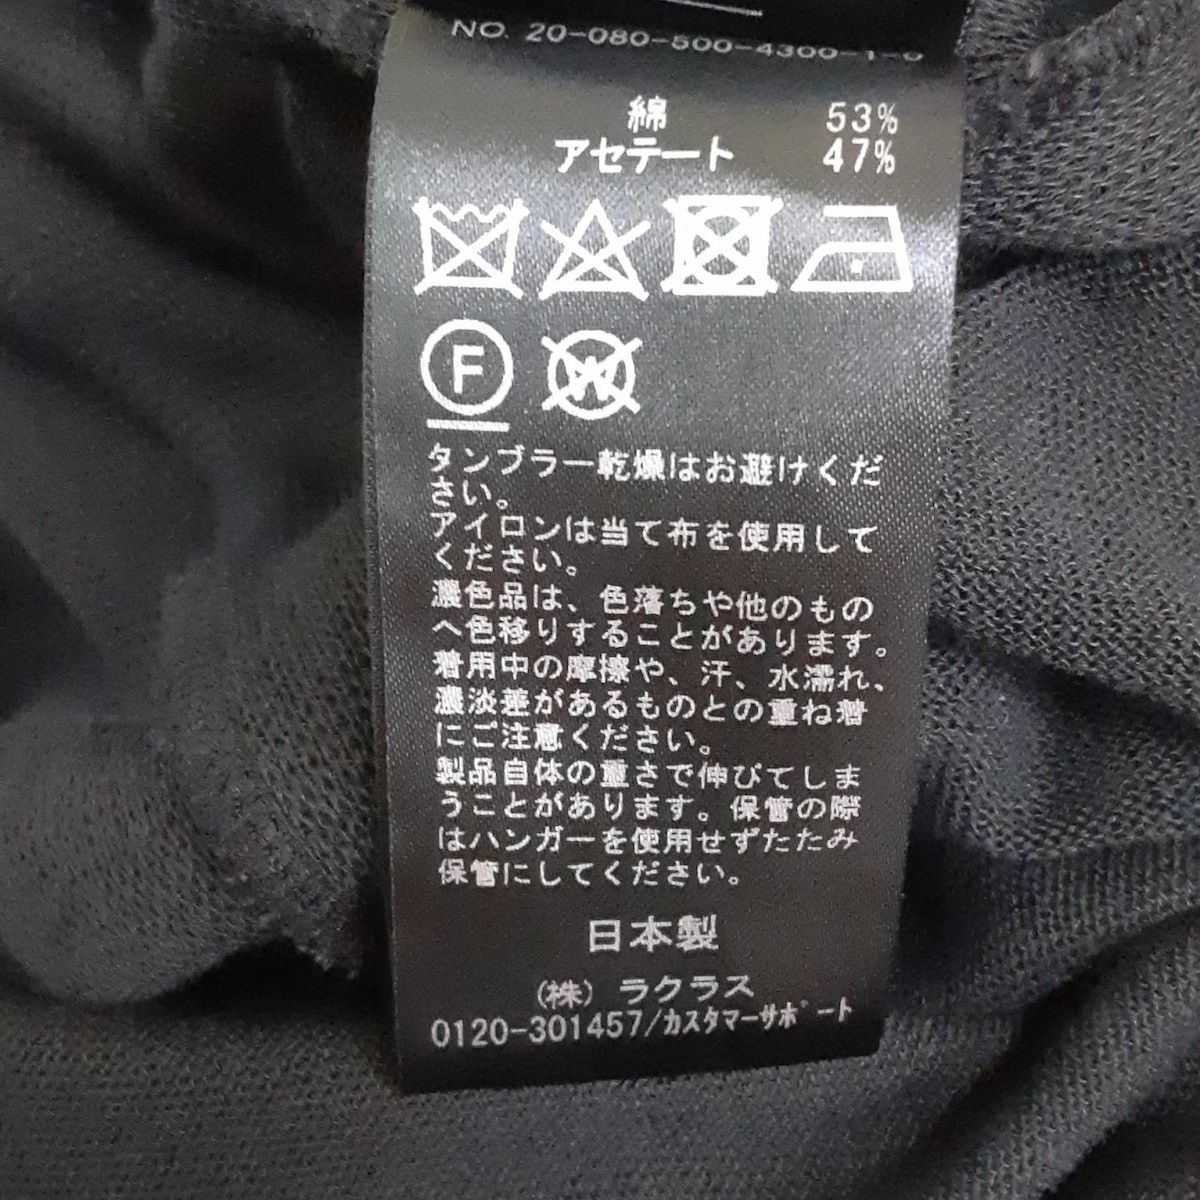 NO. 20-080-500-4300-1-0
綿 53%
アセテート 47%
F
W
タンブラー乾燥はお避けくだ
さい。
アイロンは当て布を使用して
ください。
濃色品は、色落ちや他のもの
へ色移りすることがあります。
着用中の摩擦や、汗、水濡れ、
濃淡差があるものとの重ね着
にご注意ください。
製品自体の重さで伸びてしま
うことがあります。保管の際
はハンガーを使用せずたたみ
保管にしてください。
日本製
(株) ラクラス
0120-301457/カスタマーサポート